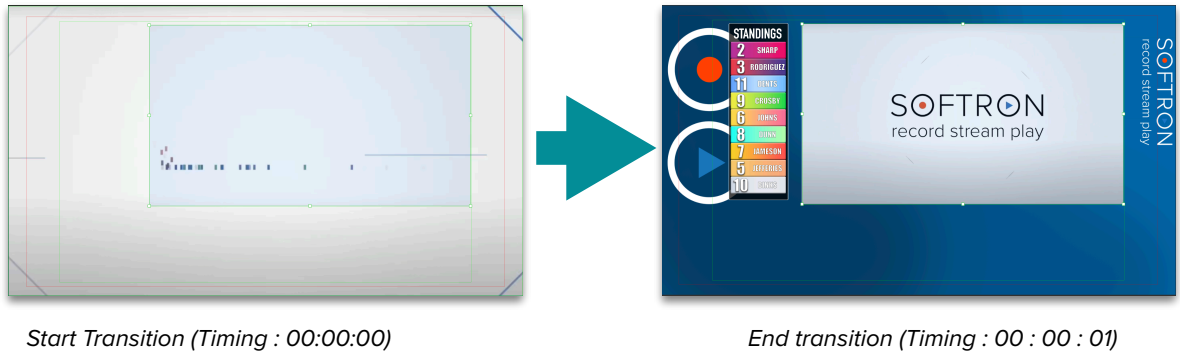 STANDINGS
2 SHARP
3 RODRIGUEZ
11 DENTS
9 CROSBY
6 JOHNS
8 DUNN
7 JAMESON
5 JEFFERIES
10
SOFTRON
record stream play
SOFTRON
record stream play
Start Transition (Timing : 00:00:00)
End transition (Timing : 00 : 00 : 01)